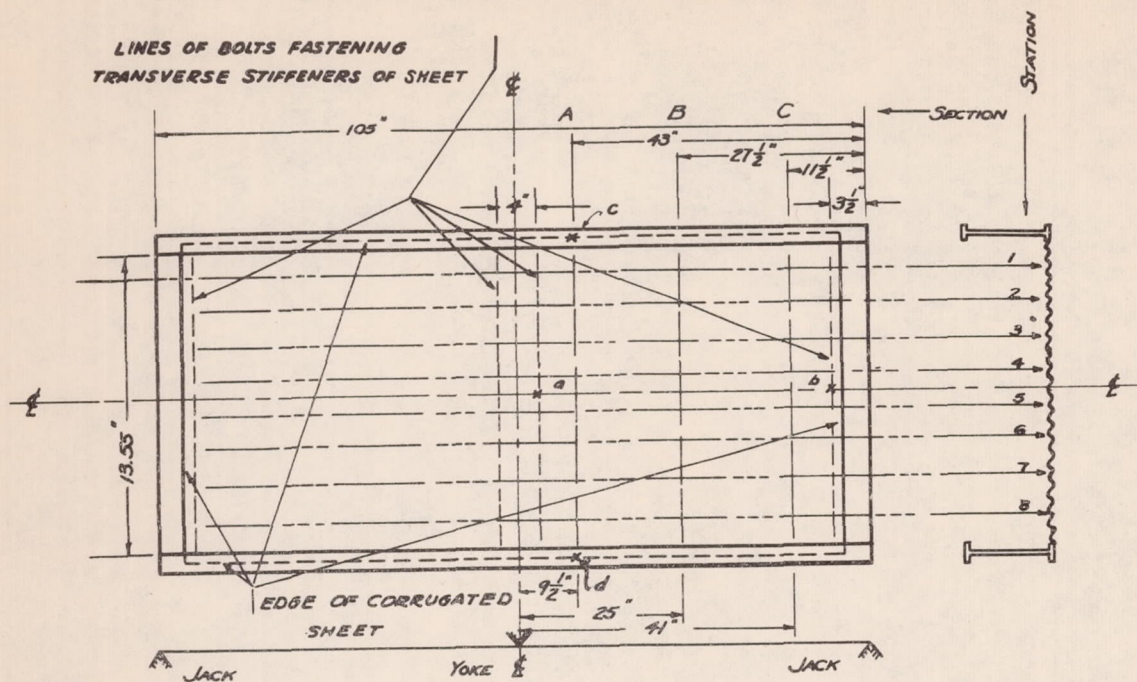 LINES OF BOLTS FASTENING
TRANSVERSE STIFFENERS OF SHEET
STATION
℄
A
B
C
SECTION
105"
43"
27 1/2"
11 1/2"
3 1/2"
4"
c
1
2
3
4
5
6
7
8
a
b
℄
℄
13.55"
d
9 1/2"
25"
41"
EDGE OF CORRUGATED
SHEET
JACK
YOKE
℄
JACK